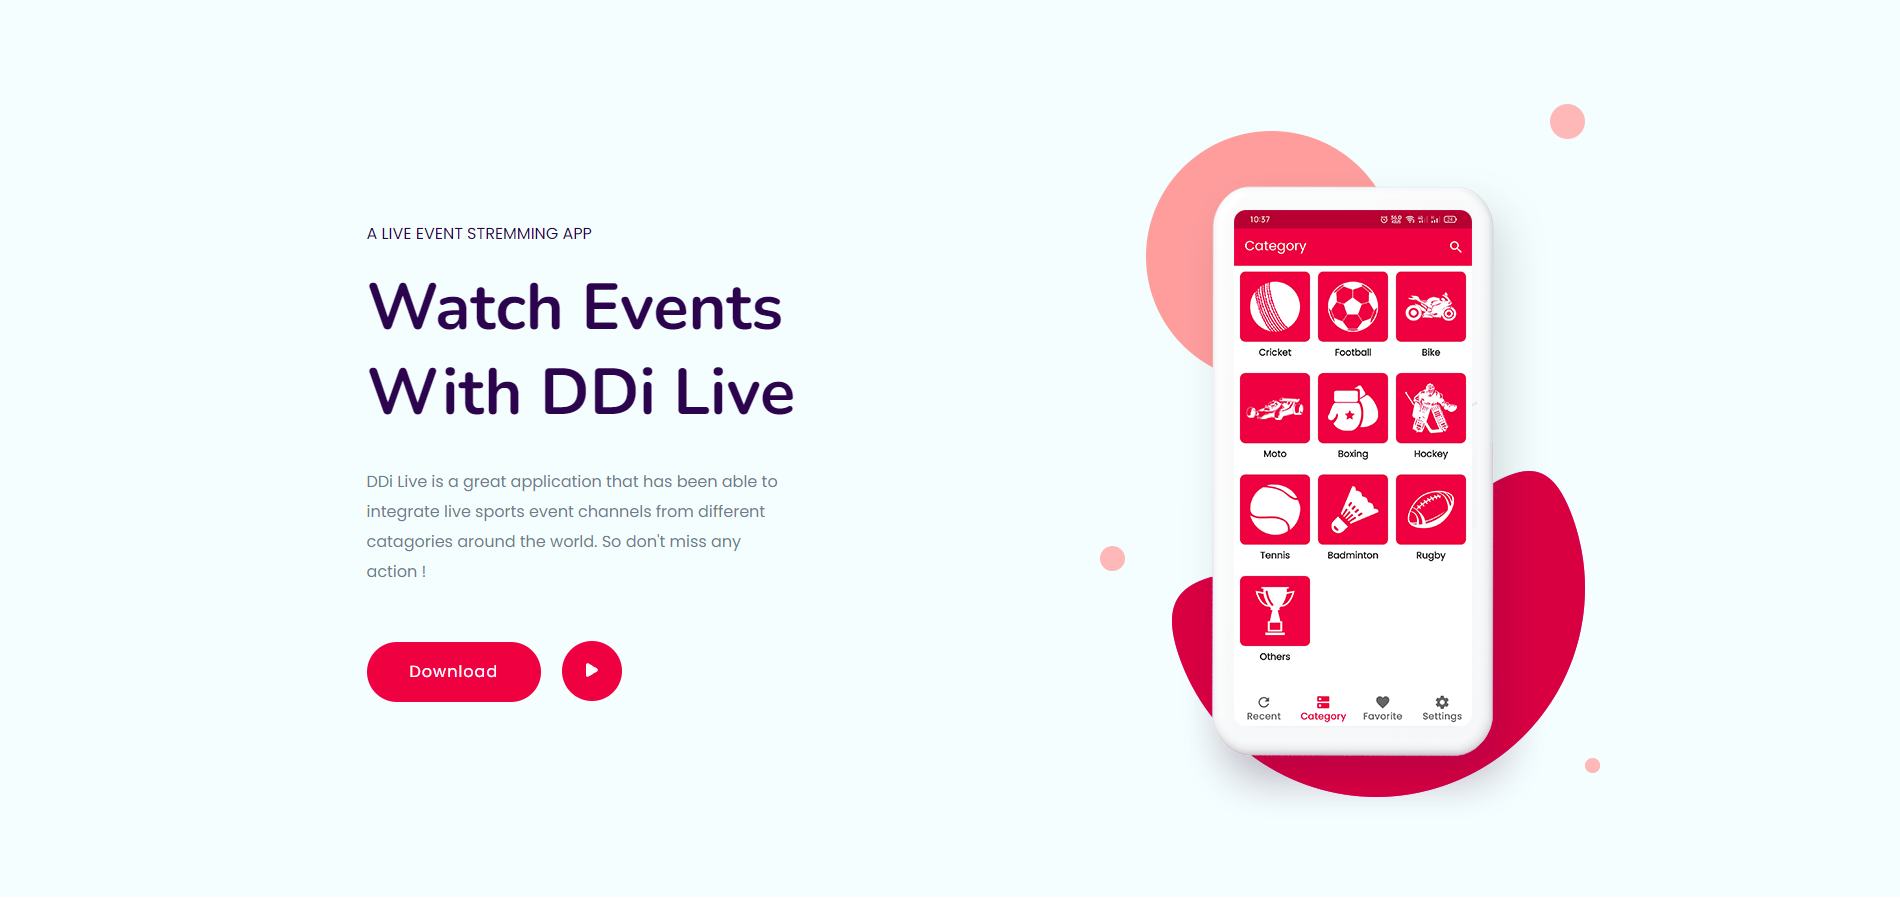 A LIVE EVENT STREMMING APP
Watch Events
With DDi Live
DDi Live is a great application that has been able to
integrate live sports event channels from different
catagories around the world. So don't miss any
action !
Download
10:37
Category
Cricket Football Bike
Moto Boxing Hockey
Tennis Badminton Rugby
Others
Recent Category Favorite Settings